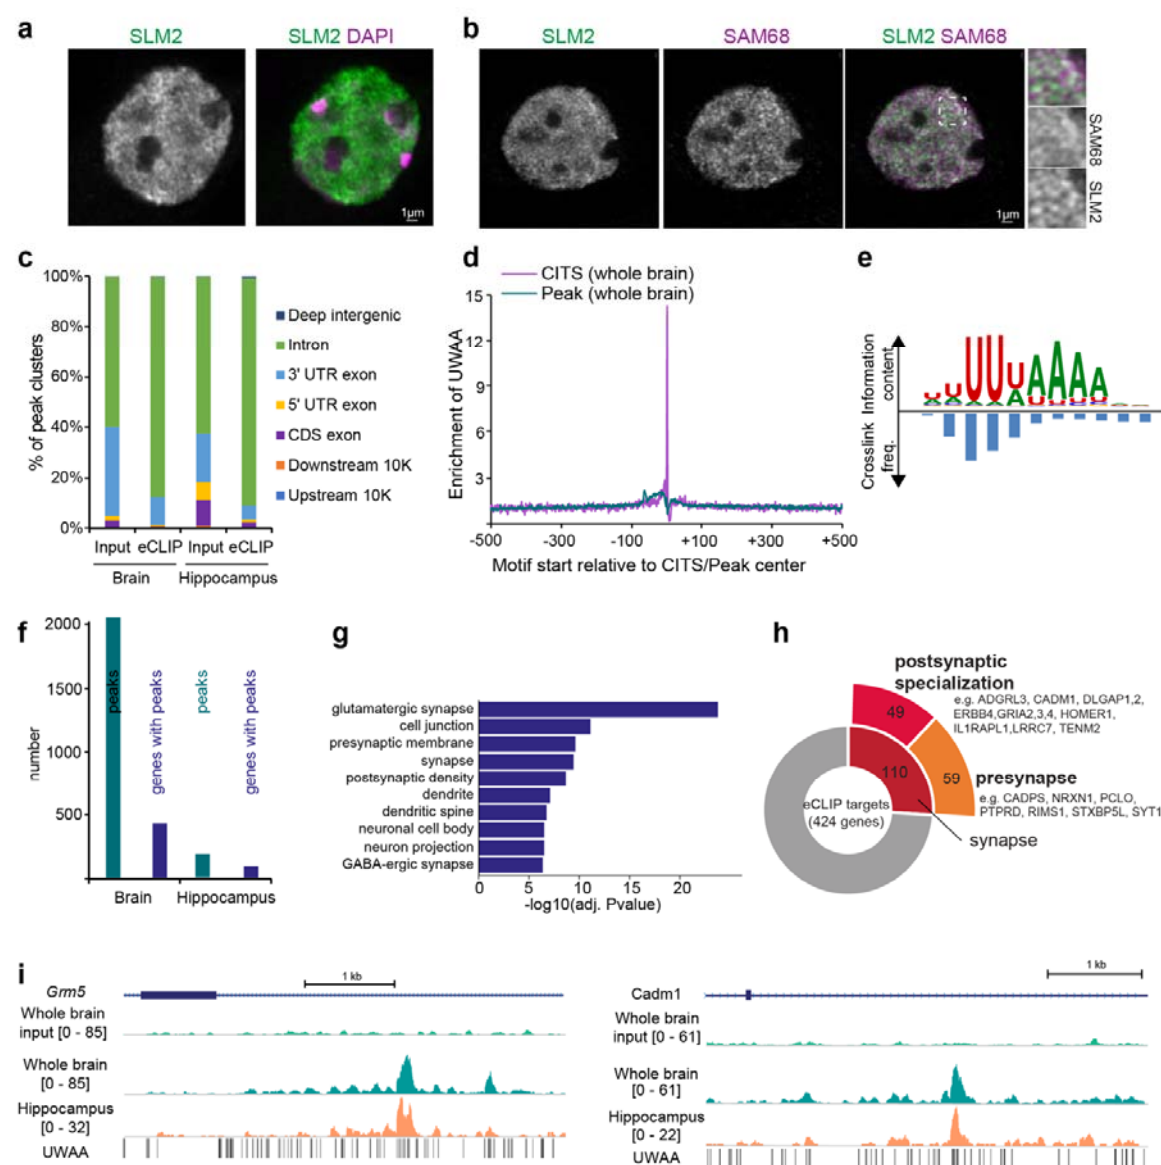 a
SLM2
SLM2 DAPI
1µm
b
SLM2
SAM68
SLM2 SAM68
1µm
SAM68
SLM2
c
% of peak clusters
100%
80%
60%
40%
20%
0%
Input eCLIP
Input eCLIP
Brain
Hippocampus
Deep intergenic
Intron
3' UTR exon
5' UTR exon
CDS exon
Downstream 10K
Upstream 10K
d
CITS (whole brain)
Peak (whole brain)
Enrichment of UWAA
15
12
9
6
3
-500
-300
-100
+100
+300
+500
Motif start relative to CITS/Peak center
e
Information content
Crosslink freq.
UUUAAAA
f
number
2000
1500
1000
500
peaks
genes with peaks
peaks
genes with peaks
Brain
Hippocampus
g
glutamergic synapse
cell junction
presynaptic membrane
synapse
postsynaptic density
dendrite
dendritic spine
neuronal cell body
neuron projection
GABA-ergic synapse
0
5
10
15
20
-log10(adj. Pvalue)
h
postsynaptic
specialization
e.g. ADGRL3, CADM1, DLGAP1,2,
ERBB4,GRIA2,3,4, HOMER1,
IL1RAPL1,LRRC7, TENM2
49
110
59
presynapse
e.g. CADPS, NRXN1, PCLO,
PTPRD, RIMS1, STXBP5L, SYT1
eCLIP targets
(424 genes)
synapse
i
1 kb
Grm5
Whole brain
input [0 - 85]
Whole brain
[0 - 85]
Hippocampus
[0 - 32]
UWAA
1 kb
Cadm1
Whole brain
input [0 - 61]
Whole brain
[0 - 61]
Hippocampus
[0 - 22]
UWAA